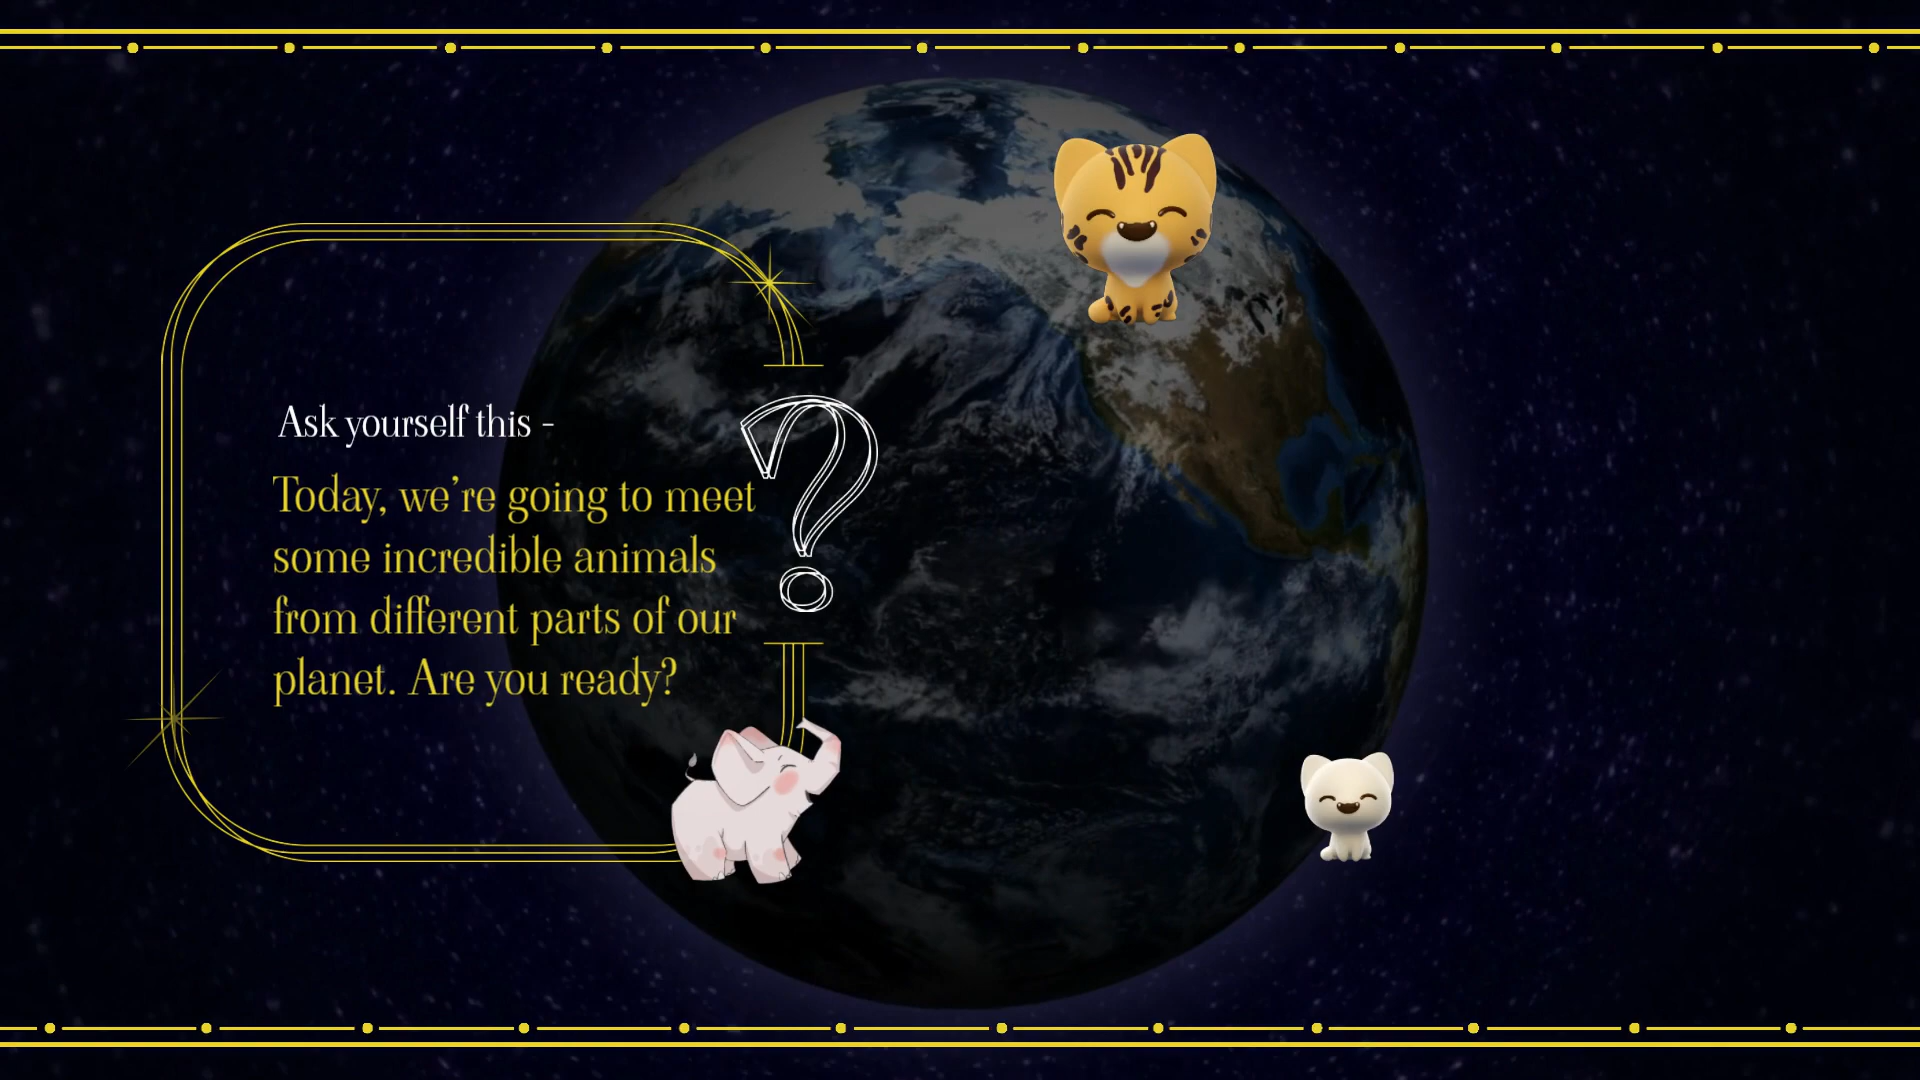 Ask yourself this -
Today, we’re going to meet
some incredible animals
from different parts of our
planet. Are you ready?
?